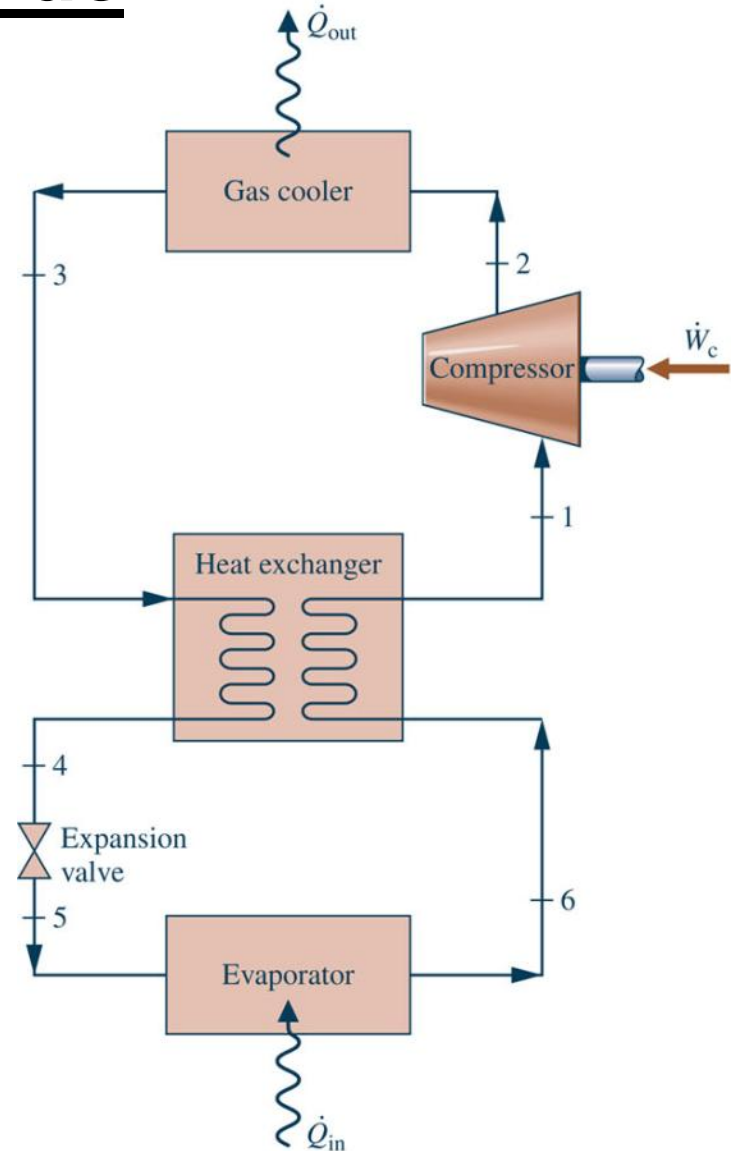 Q̇out
Gas cooler
3
2
Ẇc
Compressor
1
Heat exchanger
4
Expansion
valve
5
6
Evaporator
Q̇in